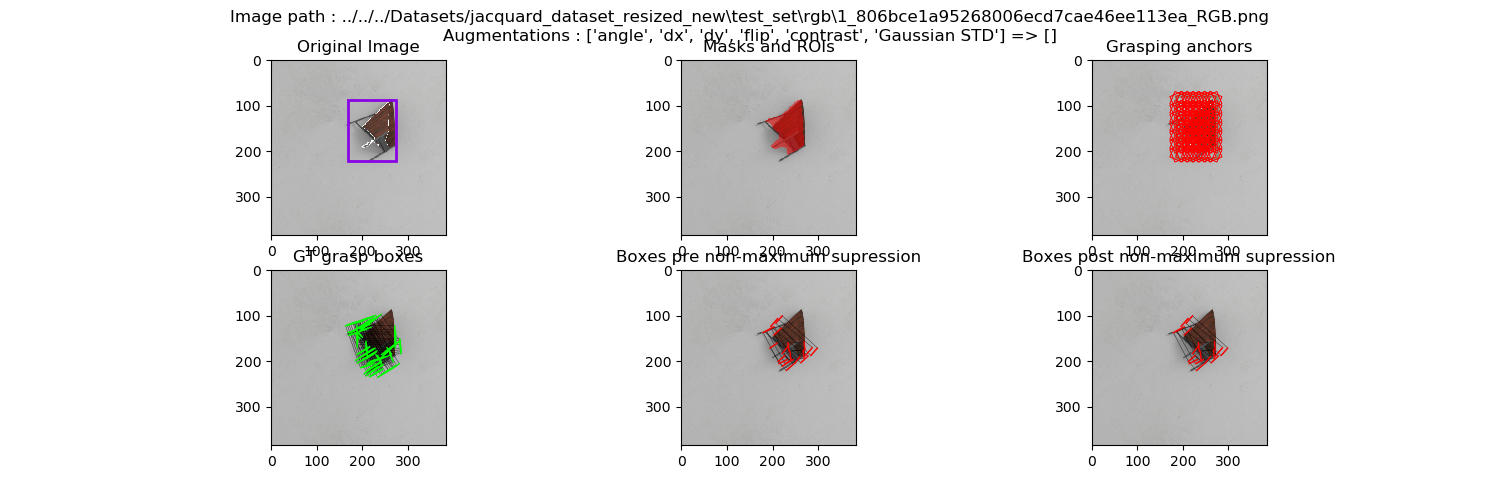 Image path : ../../../Datasets/jacquard_dataset_resized_new\test_set\rgb\1_806bce1a95268006ecd7cae46ee113ea_RGB.png
Augmentations : ['angle', 'dx', 'dy', 'flip', 'contrast', 'Gaussian STD'] => []
Original Image Masks and ROIs Grasping anchors
0 0 0
100 100 100
200 200 200
300 300 300
0 100 200 300 0 100 200 300 0 100 200 300
GT grasp boxes Boxes pre non-maximum supression Boxes post non-maximum supression
0 0 0
100 100 100
200 200 200
300 300 300
0 100 200 300 0 100 200 300 0 100 200 300